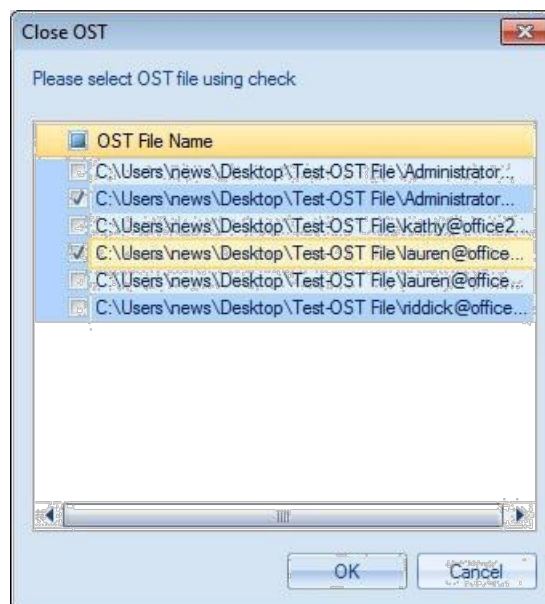 Close OST
Please select OST file using check
OST File Name
C:\Users\news\Desktop\Test-OST File\Administrator...
C:\Users\news\Desktop\Test-OST File\Administrator...
C:\Users\news\Desktop\Test-OST File\kathy@office2...
C:\Users\news\Desktop\Test-OST File\lauren@office...
C:\Users\news\Desktop\Test-OST File\lauren@office...
C:\Users\news\Desktop\Test-OST File\riddick@office...
OK
Cancel